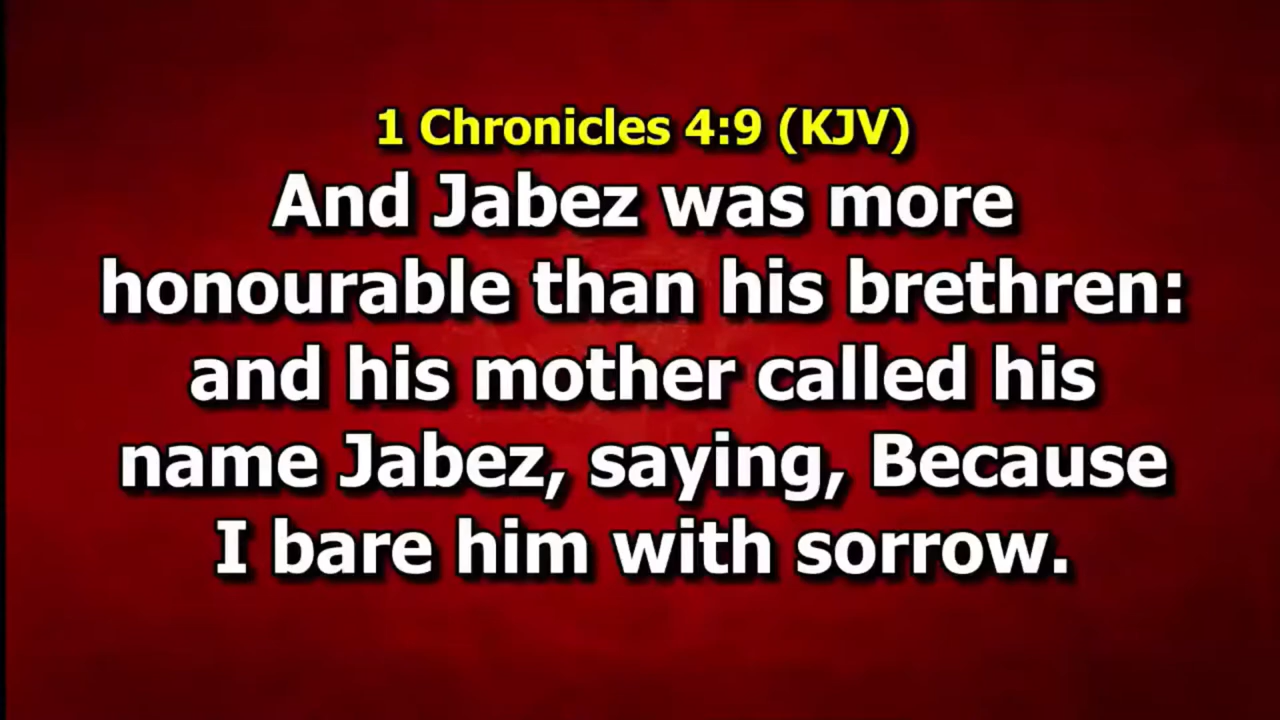 1 Chronicles 4:9 (KJV)
And Jabez was more
honourable than his brethren:
and his mother called his
name Jabez, saying, Because
I bare him with sorrow.